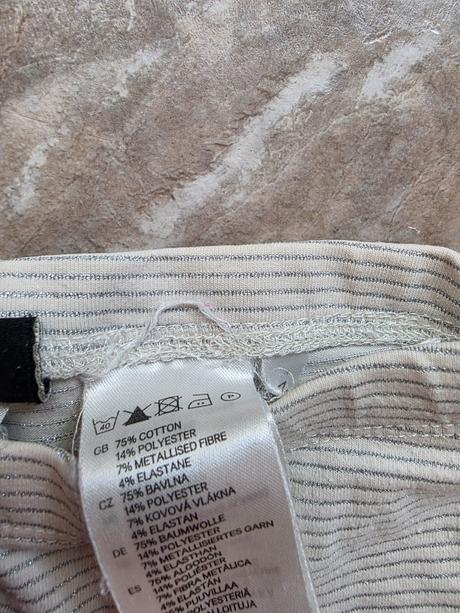 40
P
GB 75% COTTON
14% POLYESTER
7% METALLISED FIBRE
4% ELASTANE
CZ 75% BAVLNA
14% POLYESTER
7% KOVOVÁ VLÁKNA
4% ELASTAN
DE 75% BAUMWOLLE
14% POLYESTER
7% METALLISIERTES GARN
4% ELASTHAN
ES 75% ALGODÓN
14% POLIÉSTER
7% FIBRA METÁLICA
4% ELASTÁN
PUUVILLAA